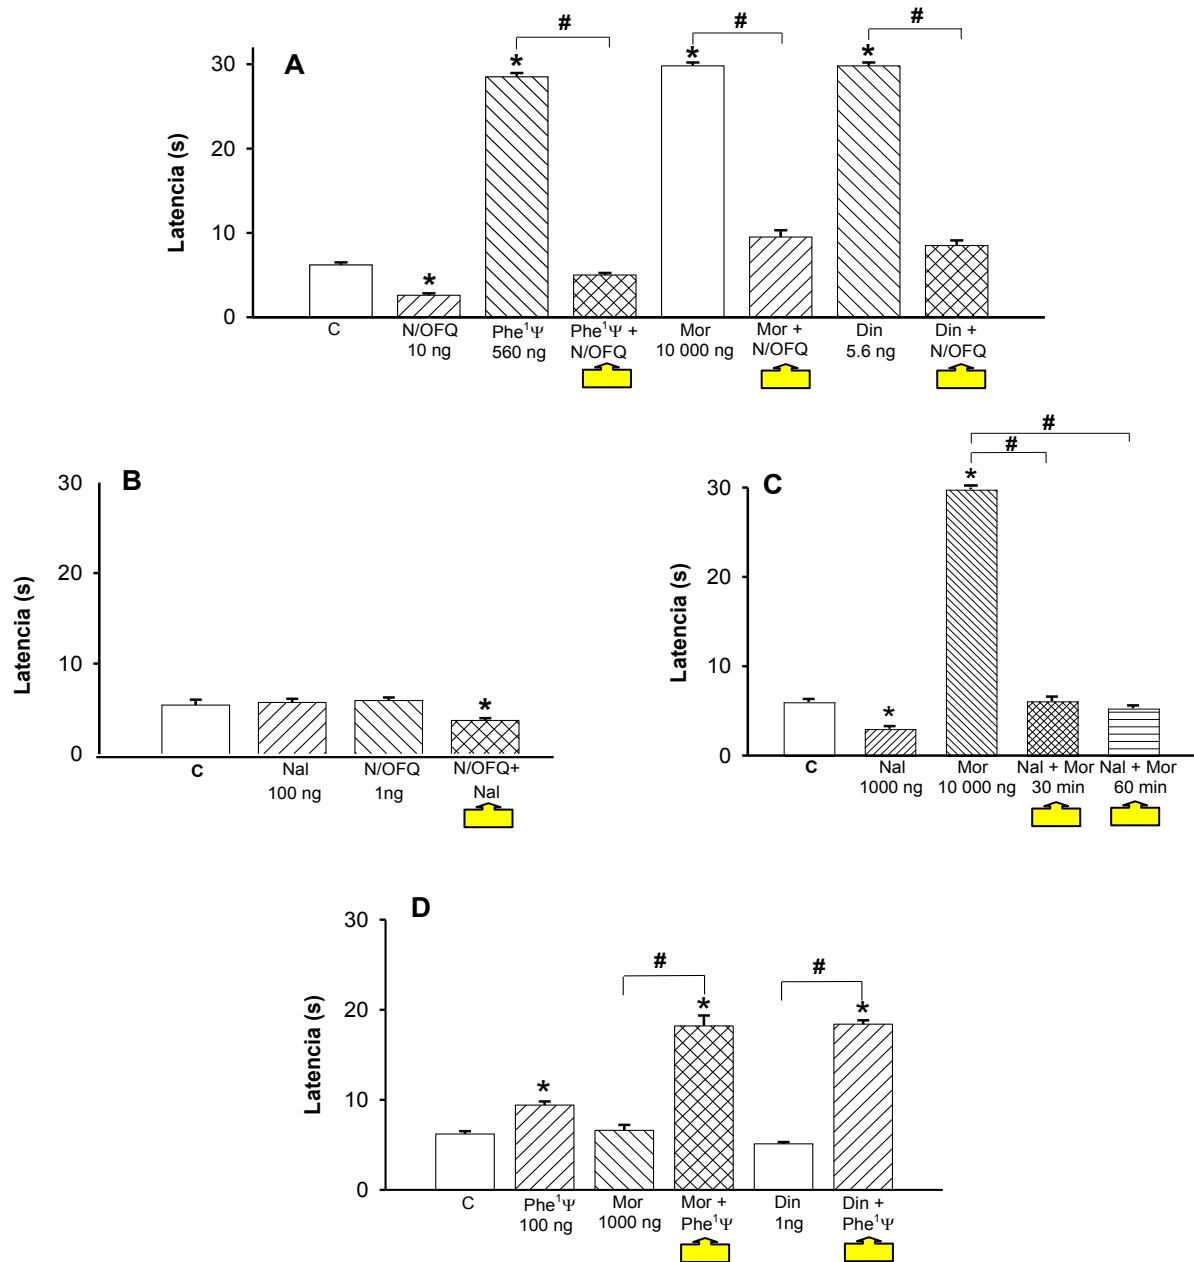 #
#
#
A
*
*
*
30
20
10
0
Latencia (s)
*
C
N/OFQ
10 ng
Phe¹Ψ
560 ng
Phe¹Ψ +
N/OFQ
Mor
10 000 ng
Mor +
N/OFQ
Din
5.6 ng
Din +
N/OFQ
B
30
20
10
0
Latencia (s)
*
C
Nal
100 ng
N/OFQ
1ng
N/OFQ+
Nal
#
#
C
*
30
20
10
0
Latencia (s)
*
C
Nal
1000 ng
Mor
10 000 ng
Nal + Mor
30 min
Nal + Mor
60 min
D
30
20
10
0
Latencia (s)
#
#
*
*
*
C
Phe¹Ψ
100 ng
Mor
1000 ng
Mor +
Phe¹Ψ
Din
1ng
Din +
Phe¹Ψ